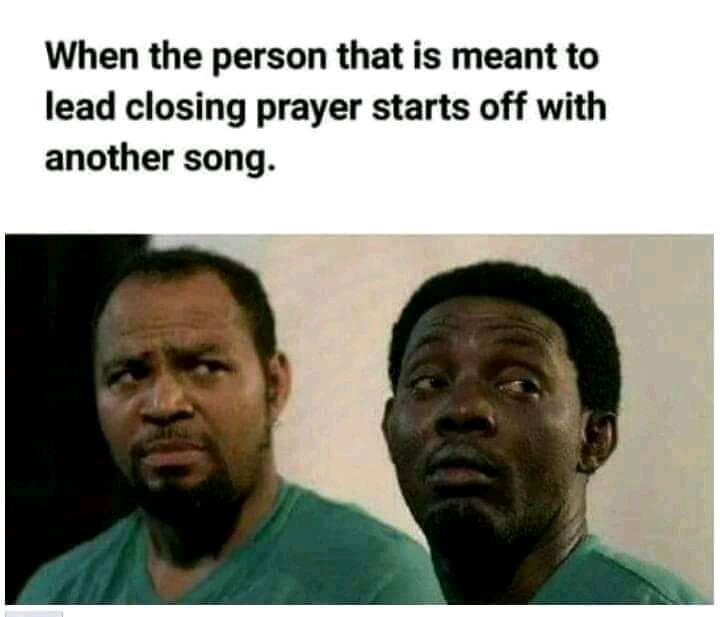 When the person that is meant to
lead closing prayer starts off with
another song.